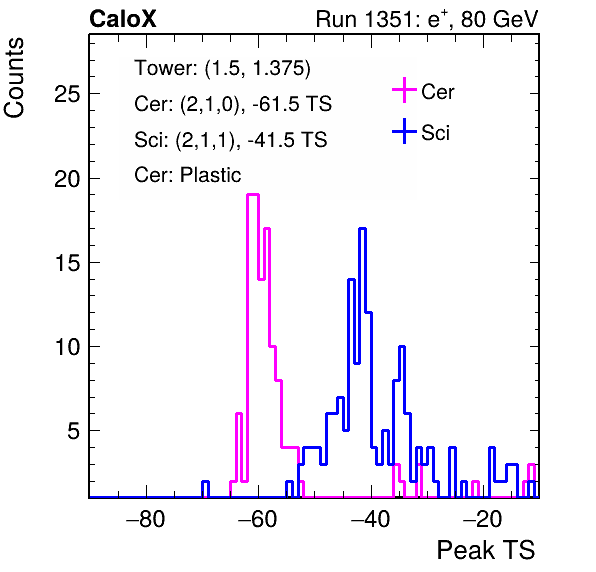 CaloX Run 1351: e⁺, 80 GeV
Counts
Tower: (1.5, 1.375)
Cer: (2,1,0), -61.5 TS
Sci: (2,1,1), -41.5 TS
Cer: Plastic
Cer
Sci
25
20
15
10
5
−80 −60 −40 −20
Peak TS